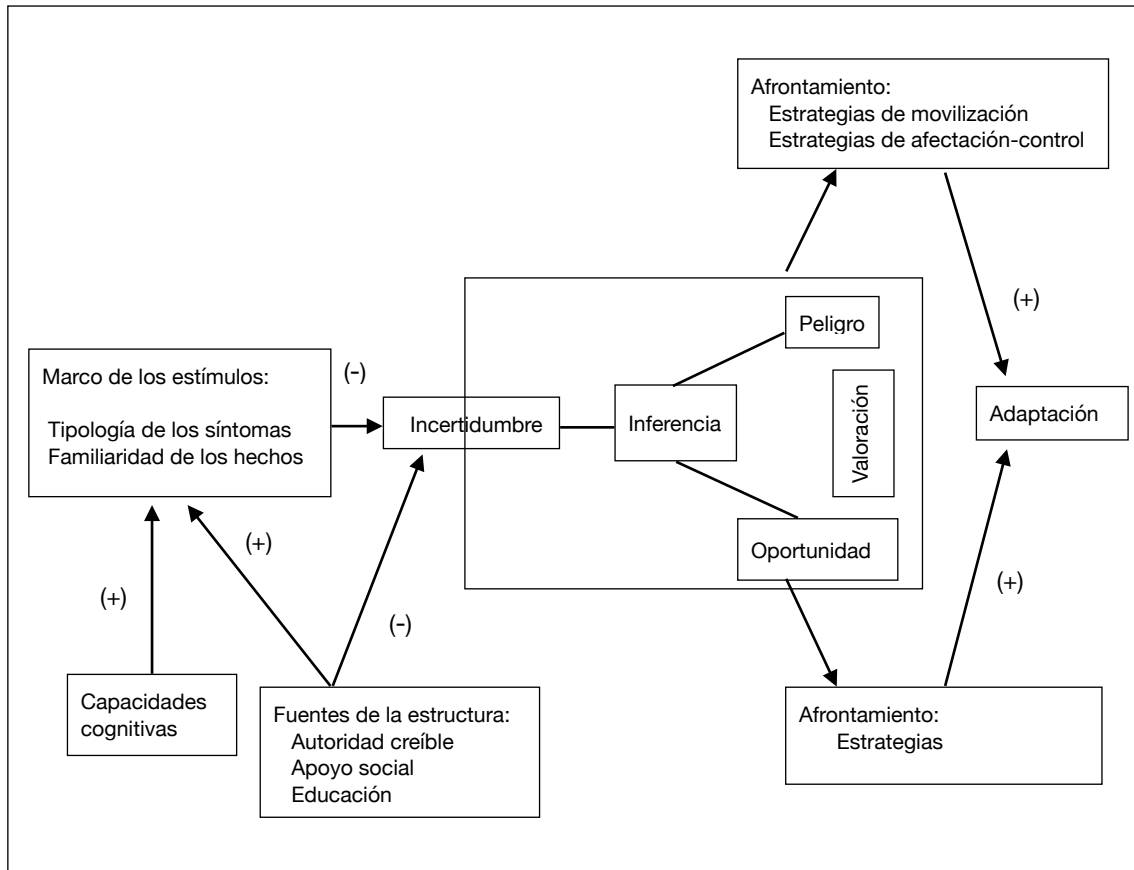 Afrontamiento:
Estrategias de movilización
Estrategias de afectación-control
(+)
Peligro
Marco de los estímulos:
(-)
Tipología de los síntomas
Familiaridad de los hechos
Incertidumbre
Inferencia
Valoración
Adaptación
Oportunidad
(+)
(+)
(+)
(-)
Capacidades
cognitivas
Fuentes de la estructura:
Autoridad creíble
Apoyo social
Educación
Afrontamiento:
Estrategias